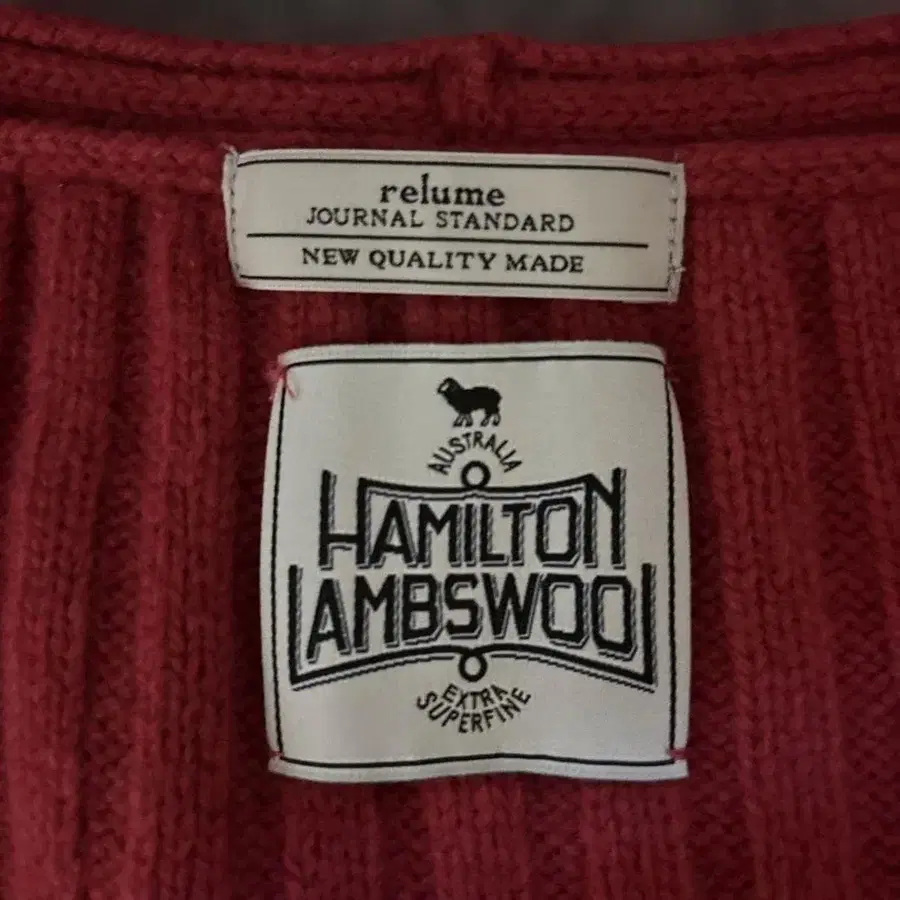 relume
JOURNAL STANDARD
NEW QUALITY MADE
AUSTRALIA
HAMILTON
LAMBSWOOL
EXTRA
SUPERFINE